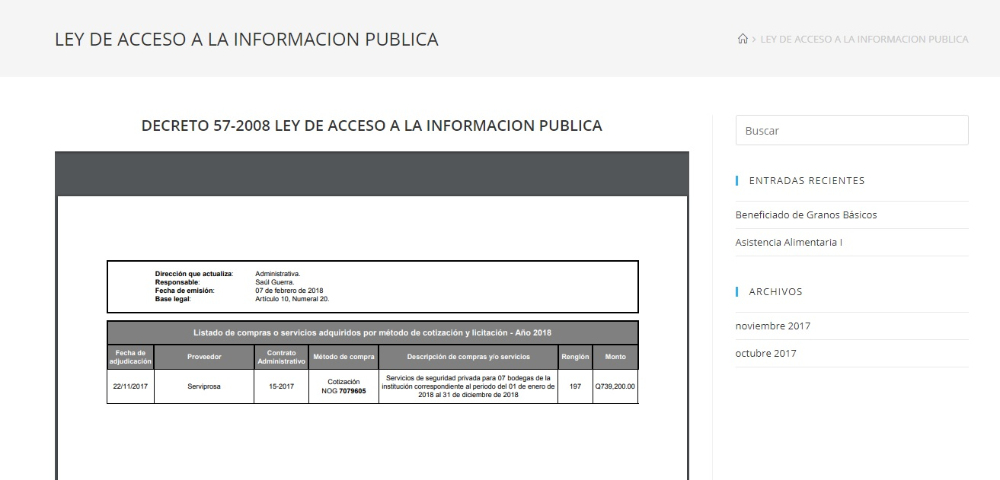 LEY DE ACCESO A LA INFORMACION PUBLICA
> LEY DE ACCESO A LA INFORMACION PUBLICA
DECRETO 57-2008 LEY DE ACCESO A LA INFORMACION PUBLICA
Dirección que actualiza: Administrativa.
Responsable: Saúl Guerra.
Fecha de emisión: 07 de febrero de 2018
Base legal: Artículo 10, Numeral 20.
Listado de compras o servicios adquiridos por método de cotización y licitación - Año 2018
Fecha de
adjudicación
Proveedor
Contrato
Administrativo
Método de compra
Descripción de compras y/o servicios
Renglón
Monto
22/11/2017
Serviprosa
15-2017
Cotización
NOG 7079605
Servicios de seguridad privada para 07 bodegas de la
institución correspondiente al periodo del 01 de enero de
2018 al 31 de diciembre de 2018
197
Q739,200.00
Buscar
ENTRADAS RECIENTES
Beneficiado de Granos Básicos
Asistencia Alimentaria I
ARCHIVOS
noviembre 2017
octubre 2017